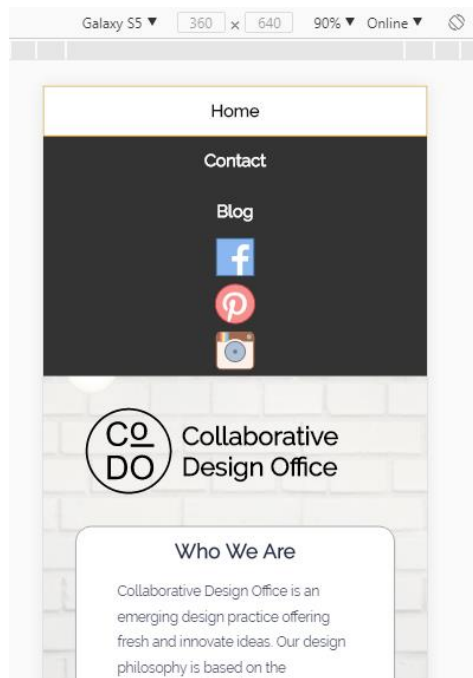 Galaxy S5 ▼ 360 x 640 90% ▼ Online ▼
Home
Contact
Blog
CO
DO
Collaborative
Design Office
Who We Are
Collaborative Design Office is an
emerging design practice offering
fresh and innovate ideas. Our design
philosophy is based on the